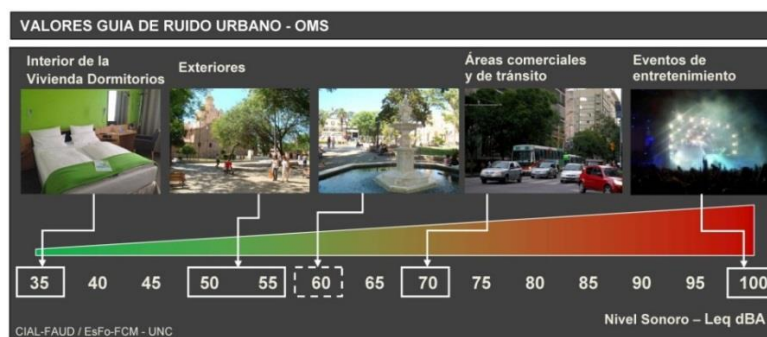 VALORES GUIA DE RUIDO URBANO - OMS
Interior de la
Vivienda Dormitorios
Exteriores
Áreas comerciales
y de tránsito
Eventos de
entretenimiento
35 40 45 50 55 60 65 70 75 80 85 90 95 100
Nivel Sonoro – Leq dBA
CIAL-FAUD / EsFo-FCM - UNC